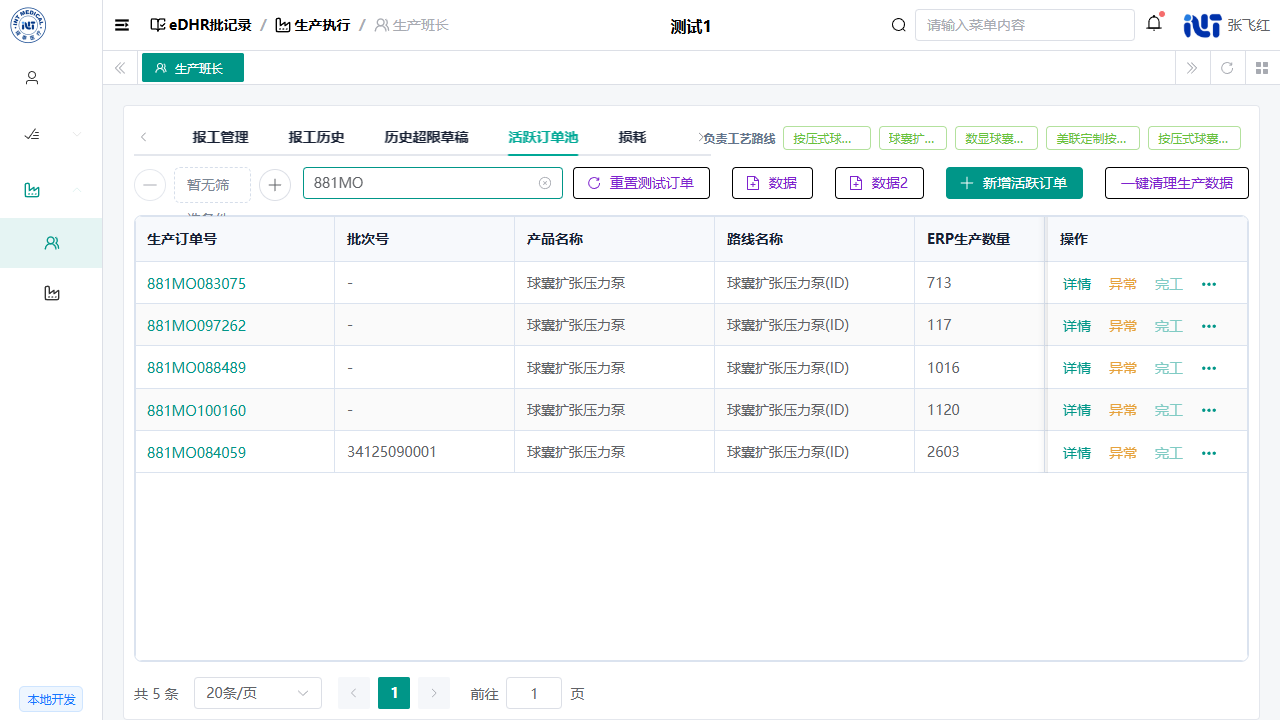 eDHR批记录 / 生产执行 / 生产班长
测试1
请输入菜单内容
张飞红
生产班长
报工管理 报工历史 历史超限草稿 活跃订单池 损耗
负责工艺路线 按压式球... 球囊扩... 数显球囊... 美联定制按... 按压式球囊...
暂无筛
881MO
重置测试订单 数据 数据2 新增活跃订单 一键清理生产数据
生产订单号 批次号 产品名称 路线名称 ERP生产数量 操作
881MO083075 - 球囊扩张压力泵 球囊扩张压力泵(ID) 713 详情 异常 完工 •••
881MO097262 - 球囊扩张压力泵 球囊扩张压力泵(ID) 117 详情 异常 完工 •••
881MO088489 - 球囊扩张压力泵 球囊扩张压力泵(ID) 1016 详情 异常 完工 •••
881MO100160 - 球囊扩张压力泵 球囊扩张压力泵(ID) 1120 详情 异常 完工 •••
881MO084059 34125090001 球囊扩张压力泵 球囊扩张压力泵(ID) 2603 详情 异常 完工 •••
共 5 条 20条/页 1 前往 1 页
本地开发